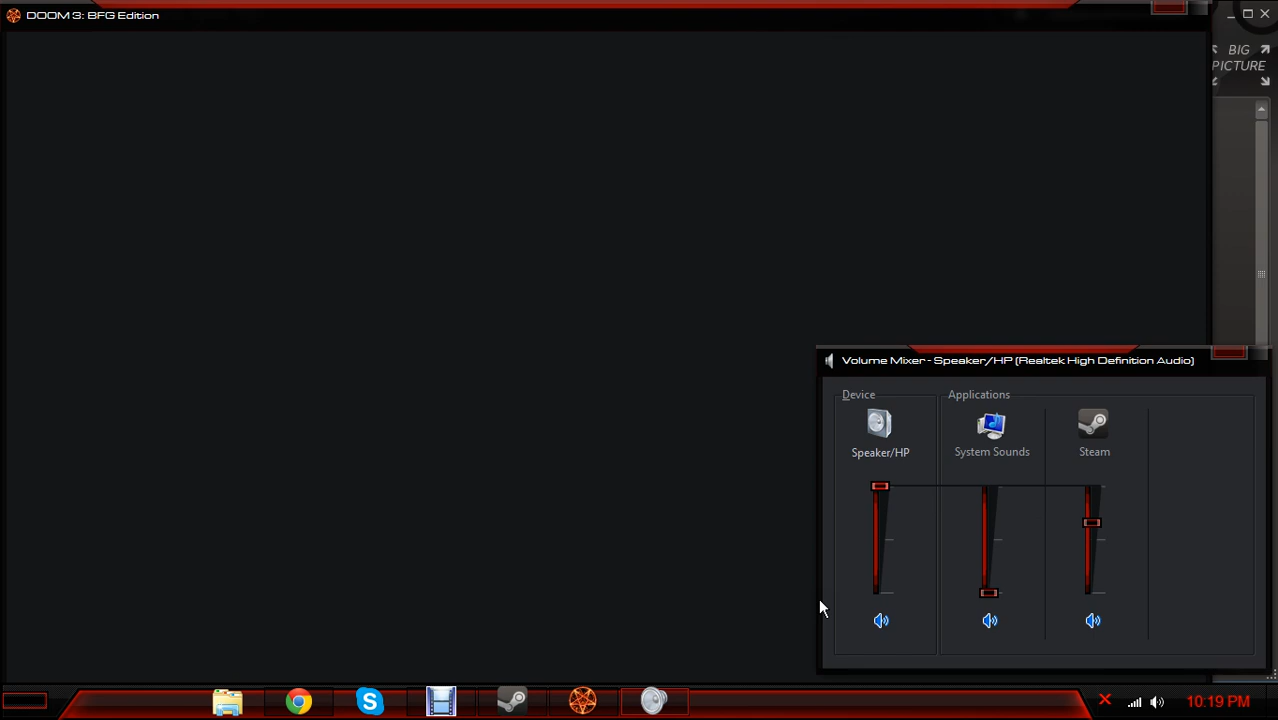 DOOM 3: BFG Edition
BIG
PICTURE
Volume Mixer - Speaker/HP (Realtek High Definition Audio)
Device
Applications
Speaker/HP
System Sounds
Steam
10:19 PM